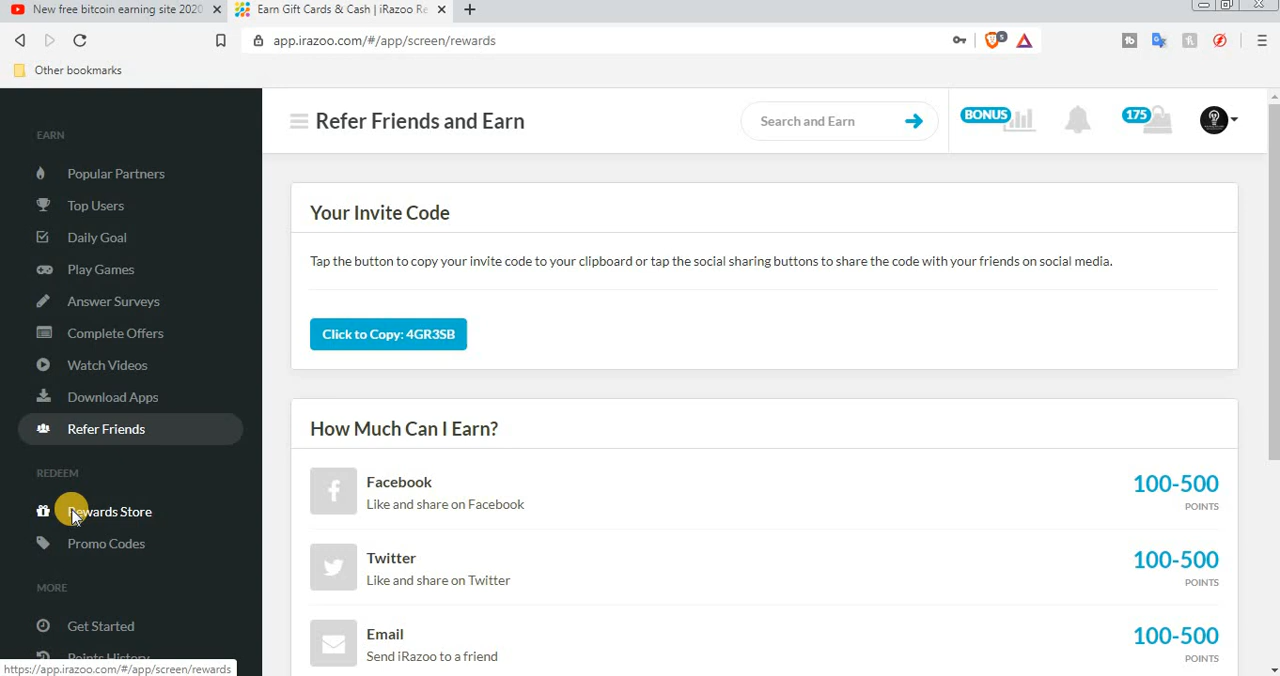 New free bitcoin earning site 2020
Earn Gift Cards & Cash | iRazoo Re
app.irazoo.com/#/app/screen/rewards
5
Other bookmarks
EARN
Popular Partners
Top Users
Daily Goal
Play Games
Answer Surveys
Complete Offers
Watch Videos
Download Apps
Refer Friends
REDEEM
Rewards Store
Promo Codes
MORE
Get Started
Points History
https://app.irazoo.com/#/app/screen/rewards
Refer Friends and Earn
Search and Earn
BONUS
175
Your Invite Code
Tap the button to copy your invite code to your clipboard or tap the social sharing buttons to share the code with your friends on social media.
Click to Copy: 4GR3SB
How Much Can I Earn?
Facebook
Like and share on Facebook
100-500
POINTS
Twitter
Like and share on Twitter
100-500
POINTS
Email
Send iRazoo to a friend
100-500
POINTS